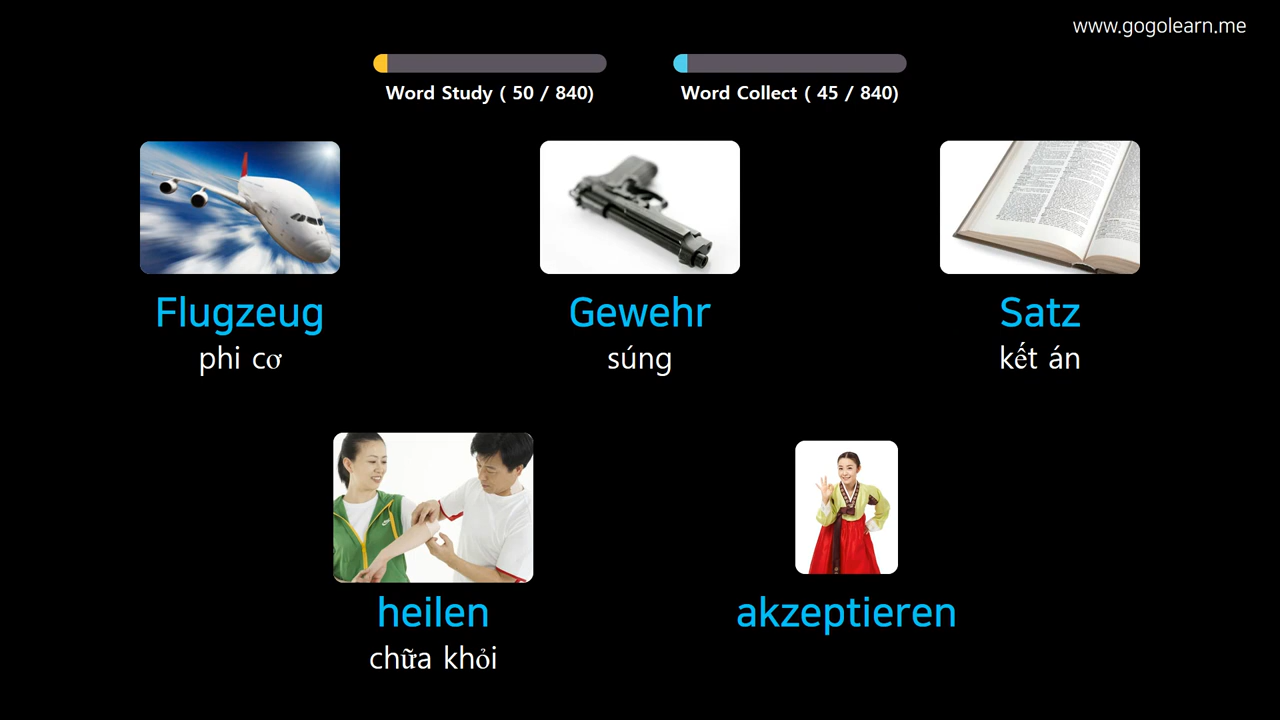 www.gogolearn.me
Word Study ( 50 / 840)
Word Collect ( 45 / 840)
Flugzeug
phi cơ
Gewehr
súng
Satz
kết án
heilen
chữa khỏi
akzeptieren